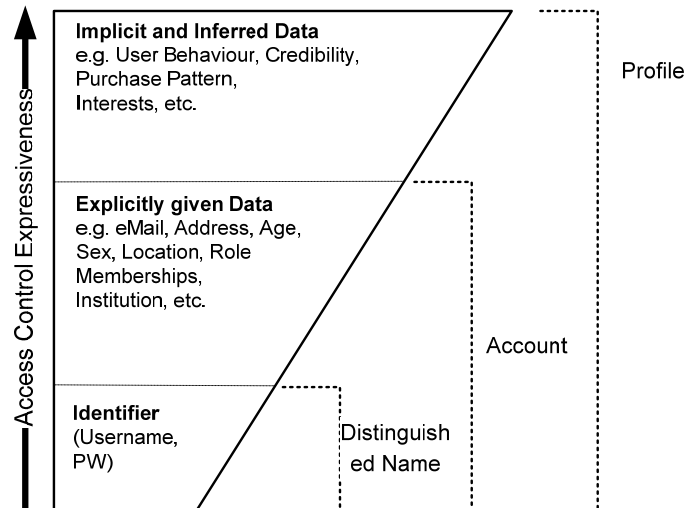 Access Control Expressiveness
Implicit and Inferred Data
e.g. User Behaviour, Credibility,
Purchase Pattern,
Interests, etc.
Profile
Explicitly given Data
e.g. eMail, Address, Age,
Sex, Location, Role
Memberships,
Institution, etc.
Account
Identifier
(Username,
PW)
Distinguish
ed Name